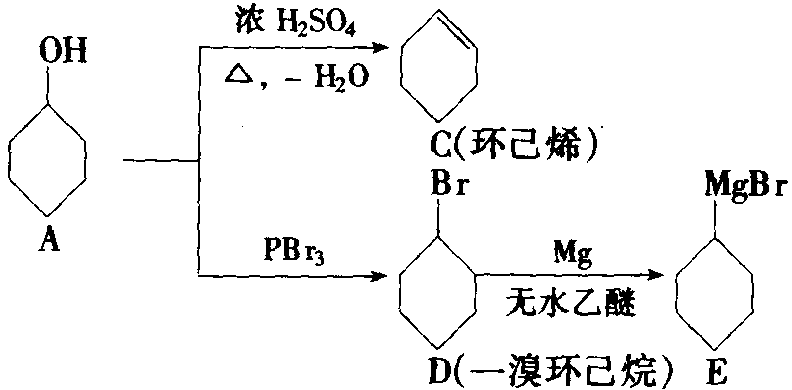 浓 H₂SO₄
OH
△, − H₂O
C(环己烯)
A
Br
MgBr
PBr₃
Mg
无水乙醚
D(一溴环己烷)
E